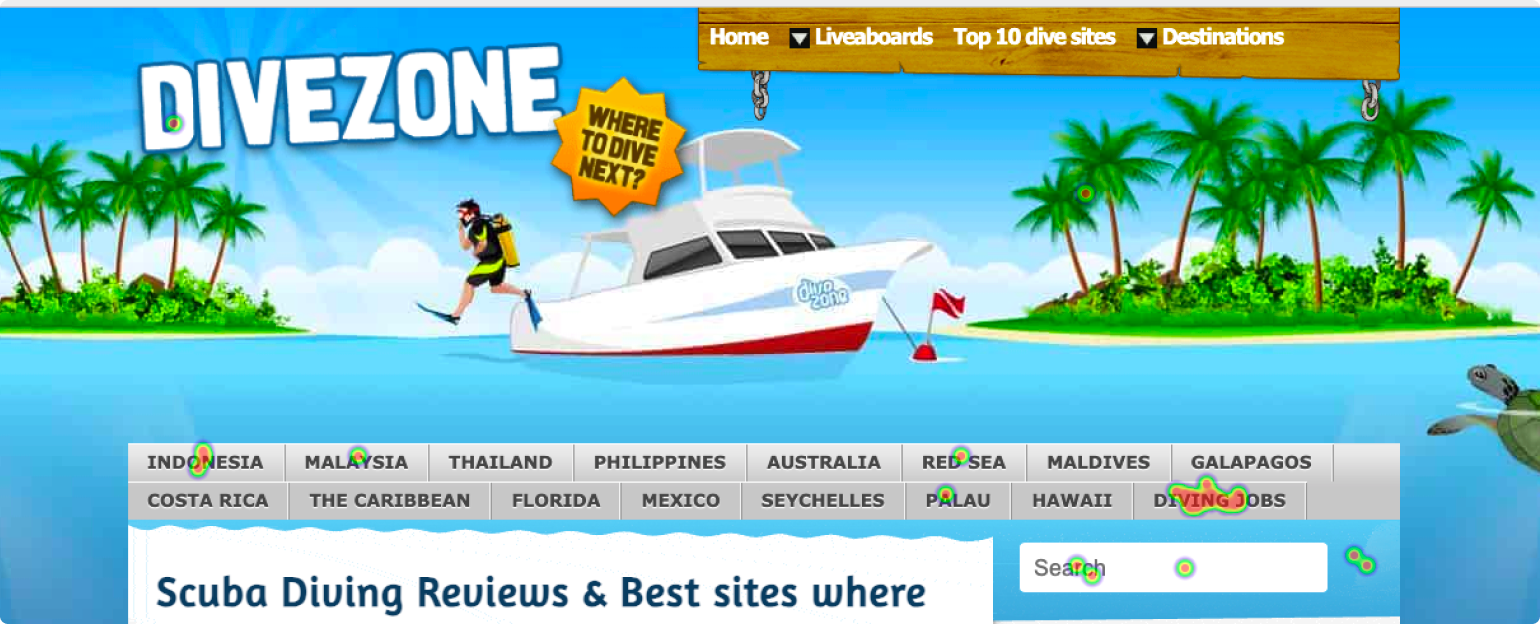 Home Liveaboards Top 10 dive sites Destinations
DIVEZONE
WHERE
TO DIVE
NEXT?
dive
zone
INDONESIA MALAYSIA THAILAND PHILIPPINES AUSTRALIA RED SEA MALDIVES GALAPAGOS
COSTA RICA THE CARIBBEAN FLORIDA MEXICO SEYCHELLES PALAU HAWAII DIVING JOBS
Search
Scuba Diving Reviews & Best sites where